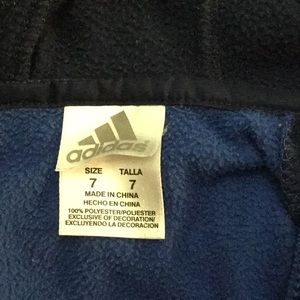 adidas
SIZE TALLA
7 7
MADE IN CHINA
HECHO EN CHINA
100% POLYESTER/POLIESTER
EXCLUSIVE OF DECORATION/
EXCLUYENDO LA DECORACION